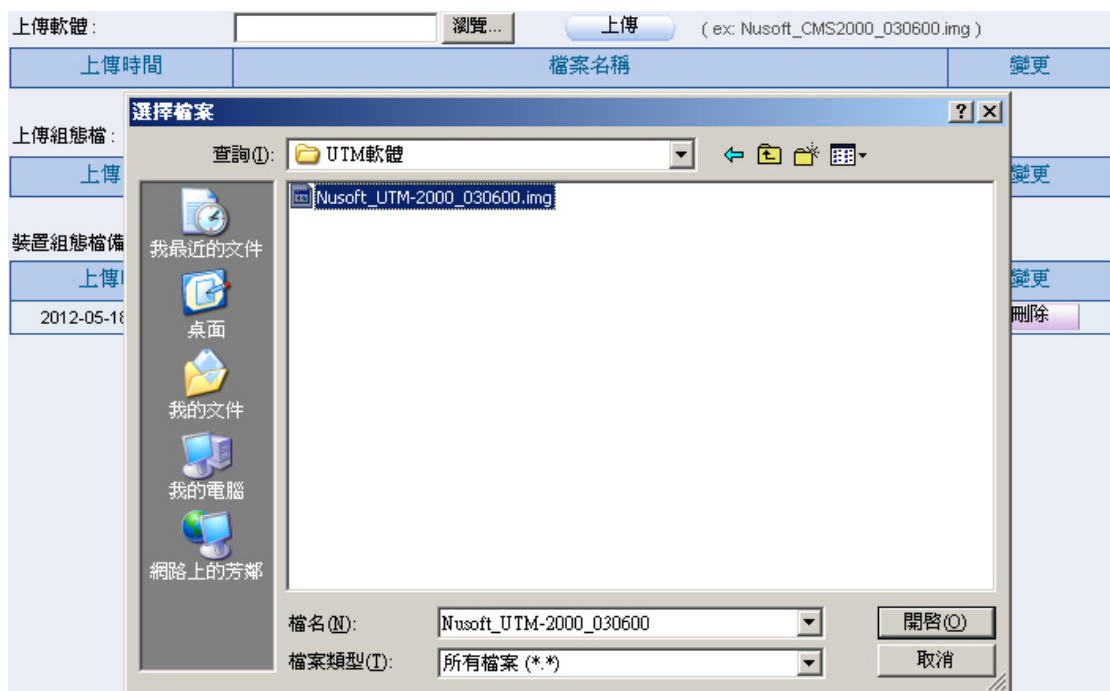 上傳軟體 : 瀏覽... 上傳 ( ex: Nusoft_CMS2000_030600.img )
上傳時間 檔案名稱 變更
選擇檔案
上傳組態檔 :
查詢(I): UTM軟體
上傳 變更
Nusoft_UTM-2000_030600.img
裝置組態檔備
我最近的文件
上傳 變更
2012-05-18 刪除
桌面
我的文件
我的電腦
網路上的芳鄰
檔名(N): Nusoft_UTM-2000_030600 開啓(O)
檔案類型(T): 所有檔案 (*.*) 取消